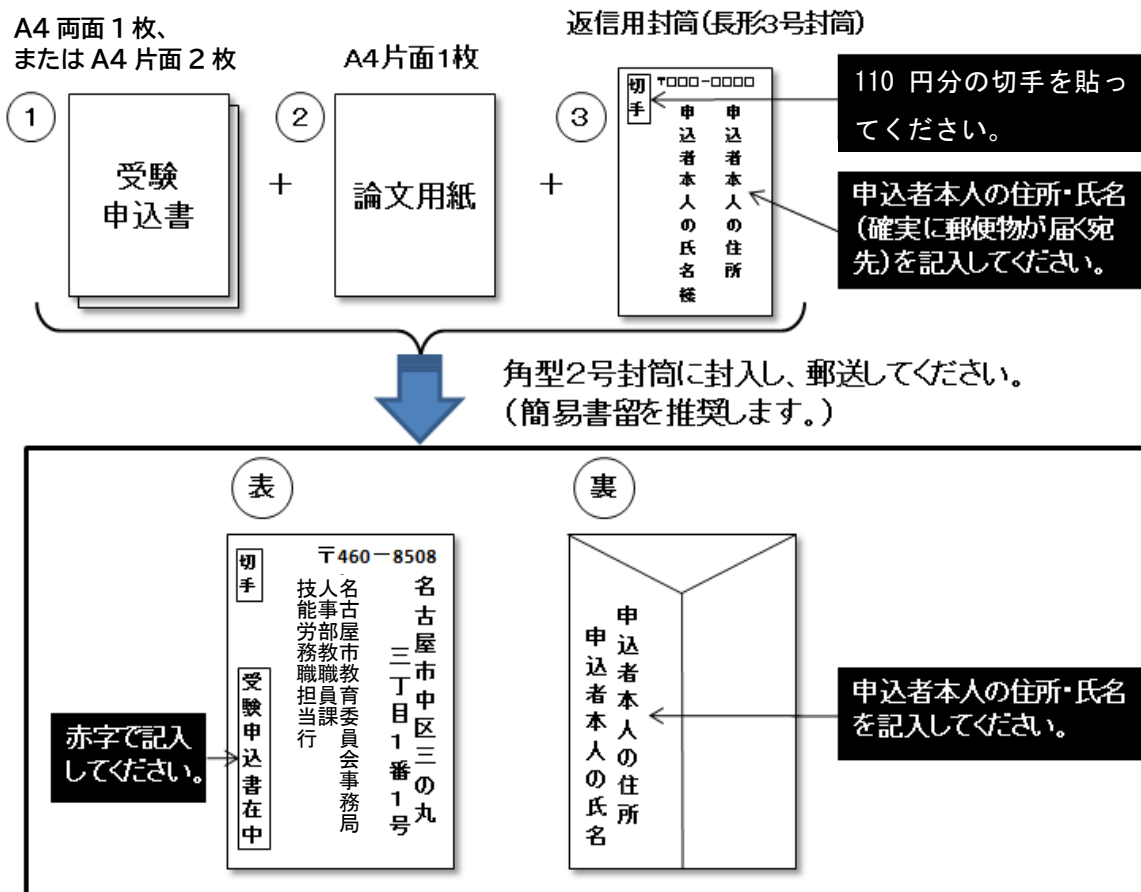 A4 両面 1 枚、
または A4 片面 2 枚
A4片面1枚
返信用封筒(長形3号封筒)
①
受験
申込書
+
②
論文用紙
+
③
切手
〒□□□-□□□□
申込者本人の住所
申込者本人の氏名様
110 円分の切手を貼っ
てください。
申込者本人の住所・氏名
(確実に郵便物が届く宛
先)を記入してください。
角型2号封筒に封入し、郵送してください。
(簡易書留を推奨します。)
表
切手
〒460-8508
名古屋市中区三の丸
三丁目1番1号
名古屋市教育委員会事務局
人事部教職員課
技能労務職担当行
受験申込書在中
赤字で記入
してください。
裏
申込者本人の住所
申込者本人の氏名
申込者本人の住所・氏名
を記入してください。